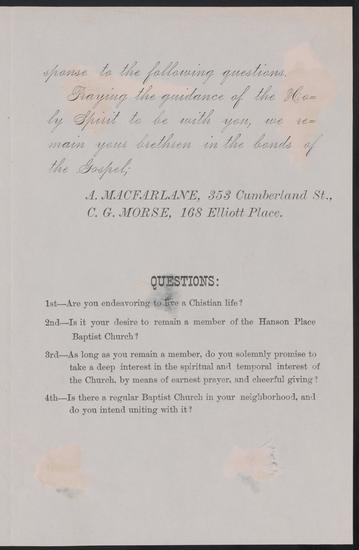 sponse to the following questions.
Praying the guidance of the Ho=
ly Spirit to be with you, we re=
main your brethren in the bonds of
the Gospel;
A. MACFARLANE, 353 Cumberland St.,
C. G. MORSE, 168 Elliott Place.
QUESTIONS:
1st—Are you endeavoring to live a Chistian life?
2nd—Is it your desire to remain a member of the Hanson Place
Baptist Church?
3rd—As long as you remain a member, do you solemnly promise to
take a deep interest in the spiritual and temporal interest of
the Church, by means of earnest prayer, and cheerful giving?
4th—Is there a regular Baptist Church in your neighborhood, and
do you intend uniting with it?